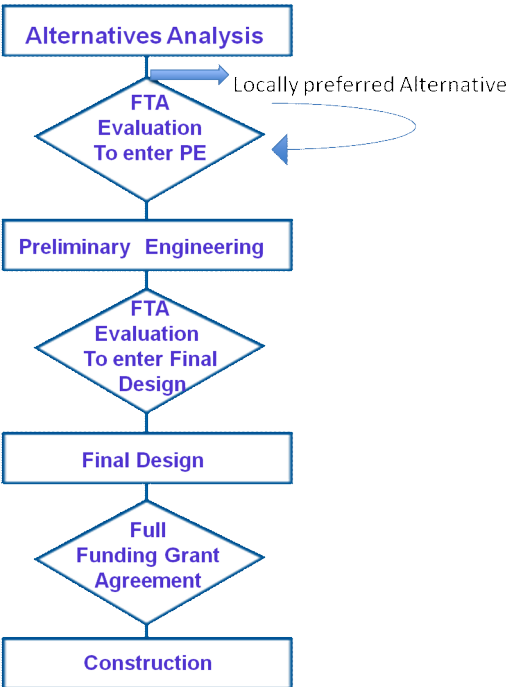 Alternatives Analysis
Locally preferred Alternative
FTA
Evaluation
To enter PE
Preliminary Engineering
FTA
Evaluation
To enter Final
Design
Final Design
Full
Funding Grant
Agreement
Construction